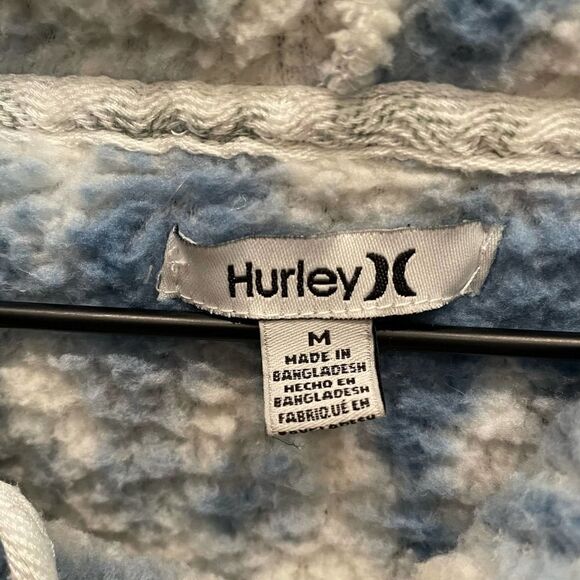 Hurley
M
MADE IN
BANGLADESH
HECHO EN
BANGLADESH
FABRIQUÉ EN